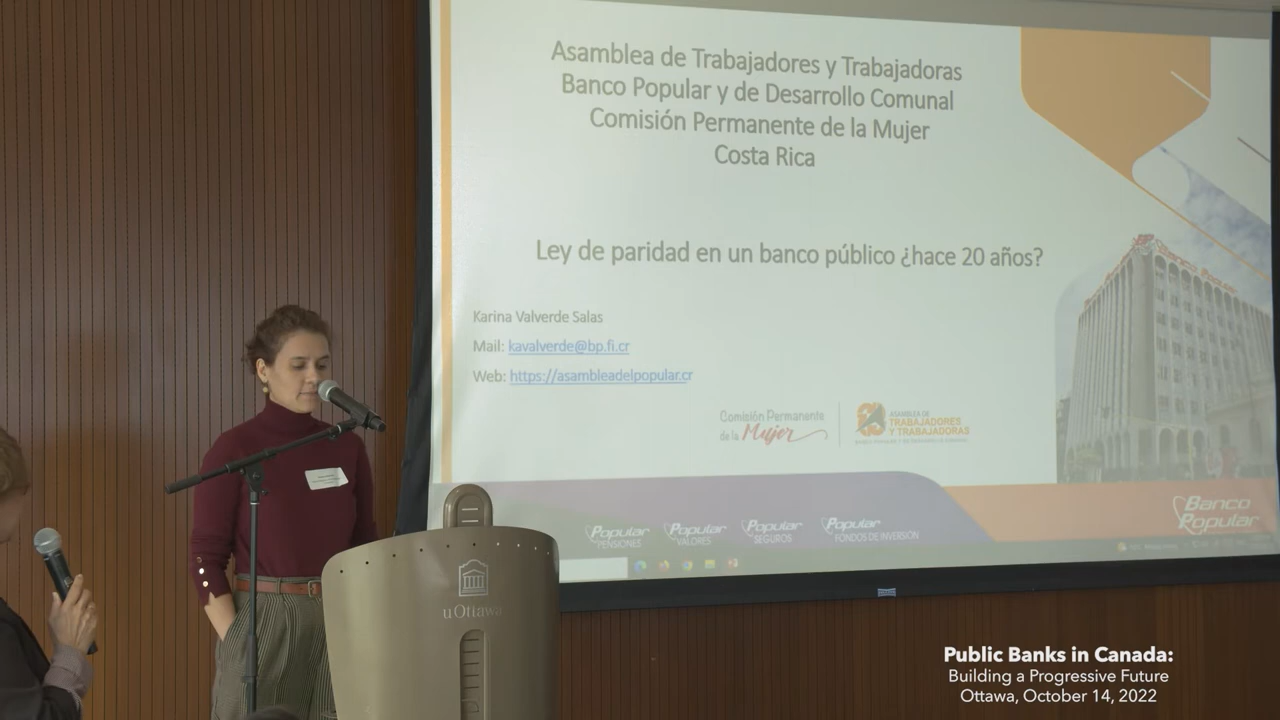 Asamblea de Trabajadores y Trabajadoras
Banco Popular y de Desarrollo Comunal
Comisión Permanente de la Mujer
Costa Rica
Ley de paridad en un banco público ¿hace 20 años?
Karina Valverde Salas
Mail: kavalverde@bp.fi.cr
Web: https://asambleadelpopular.cr
Comisión Permanente
de la Mujer
ASAMBLEA DE
TRABAJADORES
Y TRABAJADORAS
Banco Popular
Popular
PENSIONES
Popular
VALORES
Popular
SEGUROS
Popular
FONDOS DE INVERSIÓN
Banco
Popular
uOttawa
Public Banks in Canada:
Building a Progressive Future
Ottawa, October 14, 2022